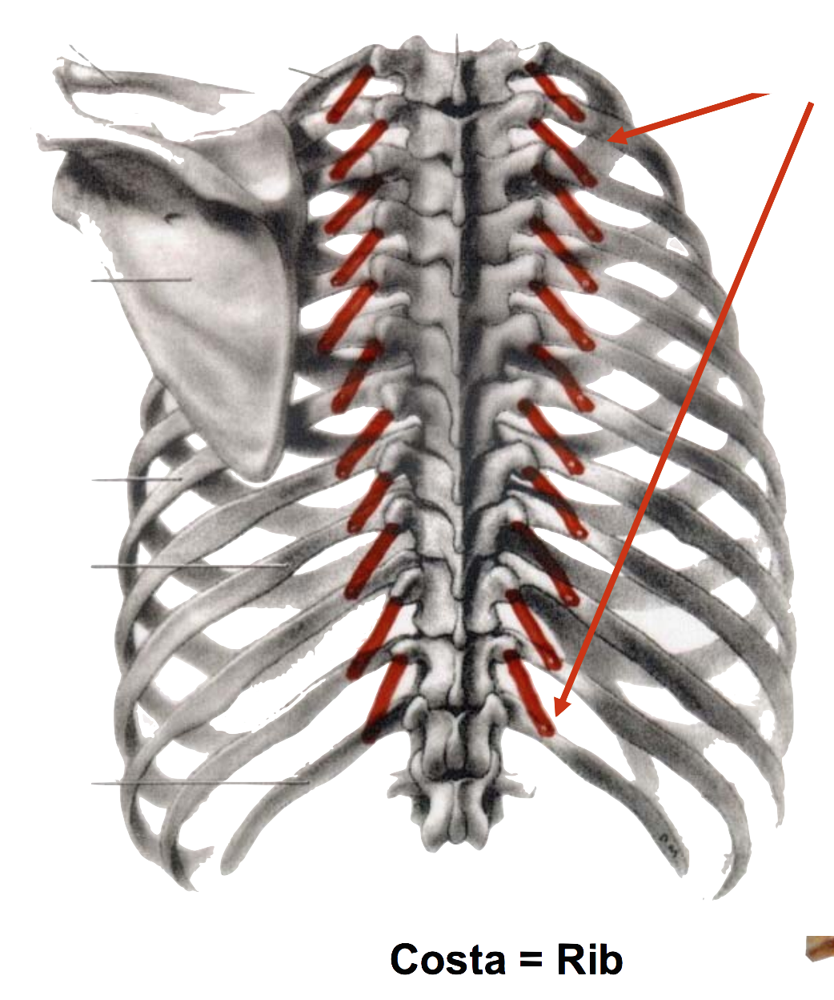 Costa = Rib